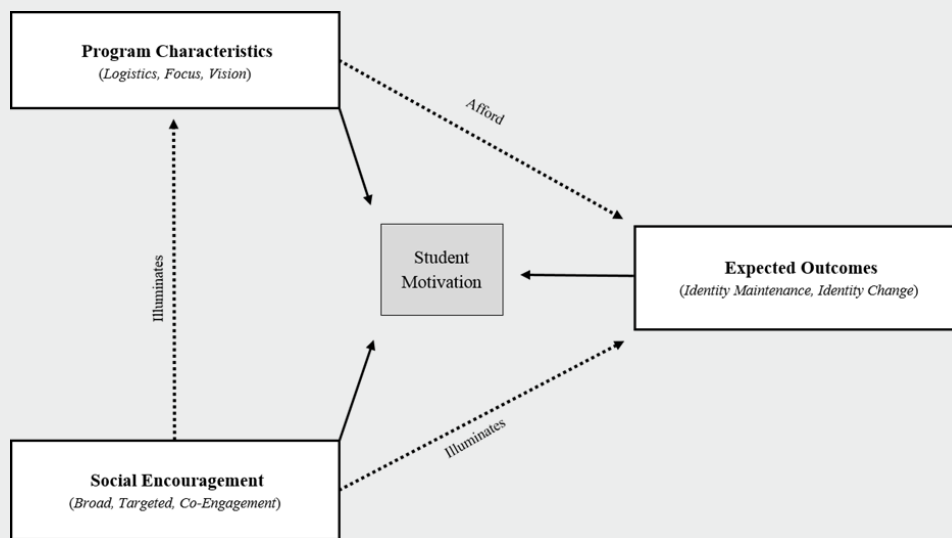 Program Characteristics
(Logistics, Focus, Vision)
Afford
Illuminates
Student
Motivation
Expected Outcomes
(Identity Maintenance, Identity Change)
Illuminates
Social Encouragement
(Broad, Targeted, Co-Engagement)